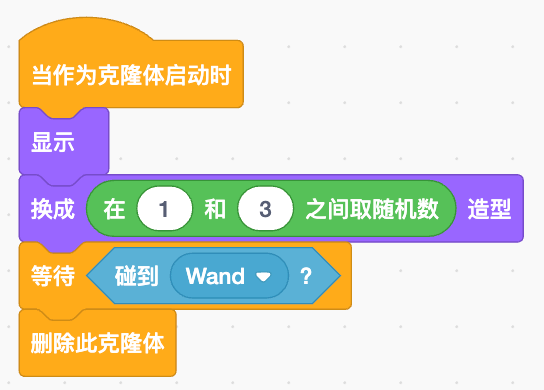 当作为克隆体启动时
显示
换成 在 1 和 3 之间取随机数 造型
等待 碰到 Wand ?
删除此克隆体